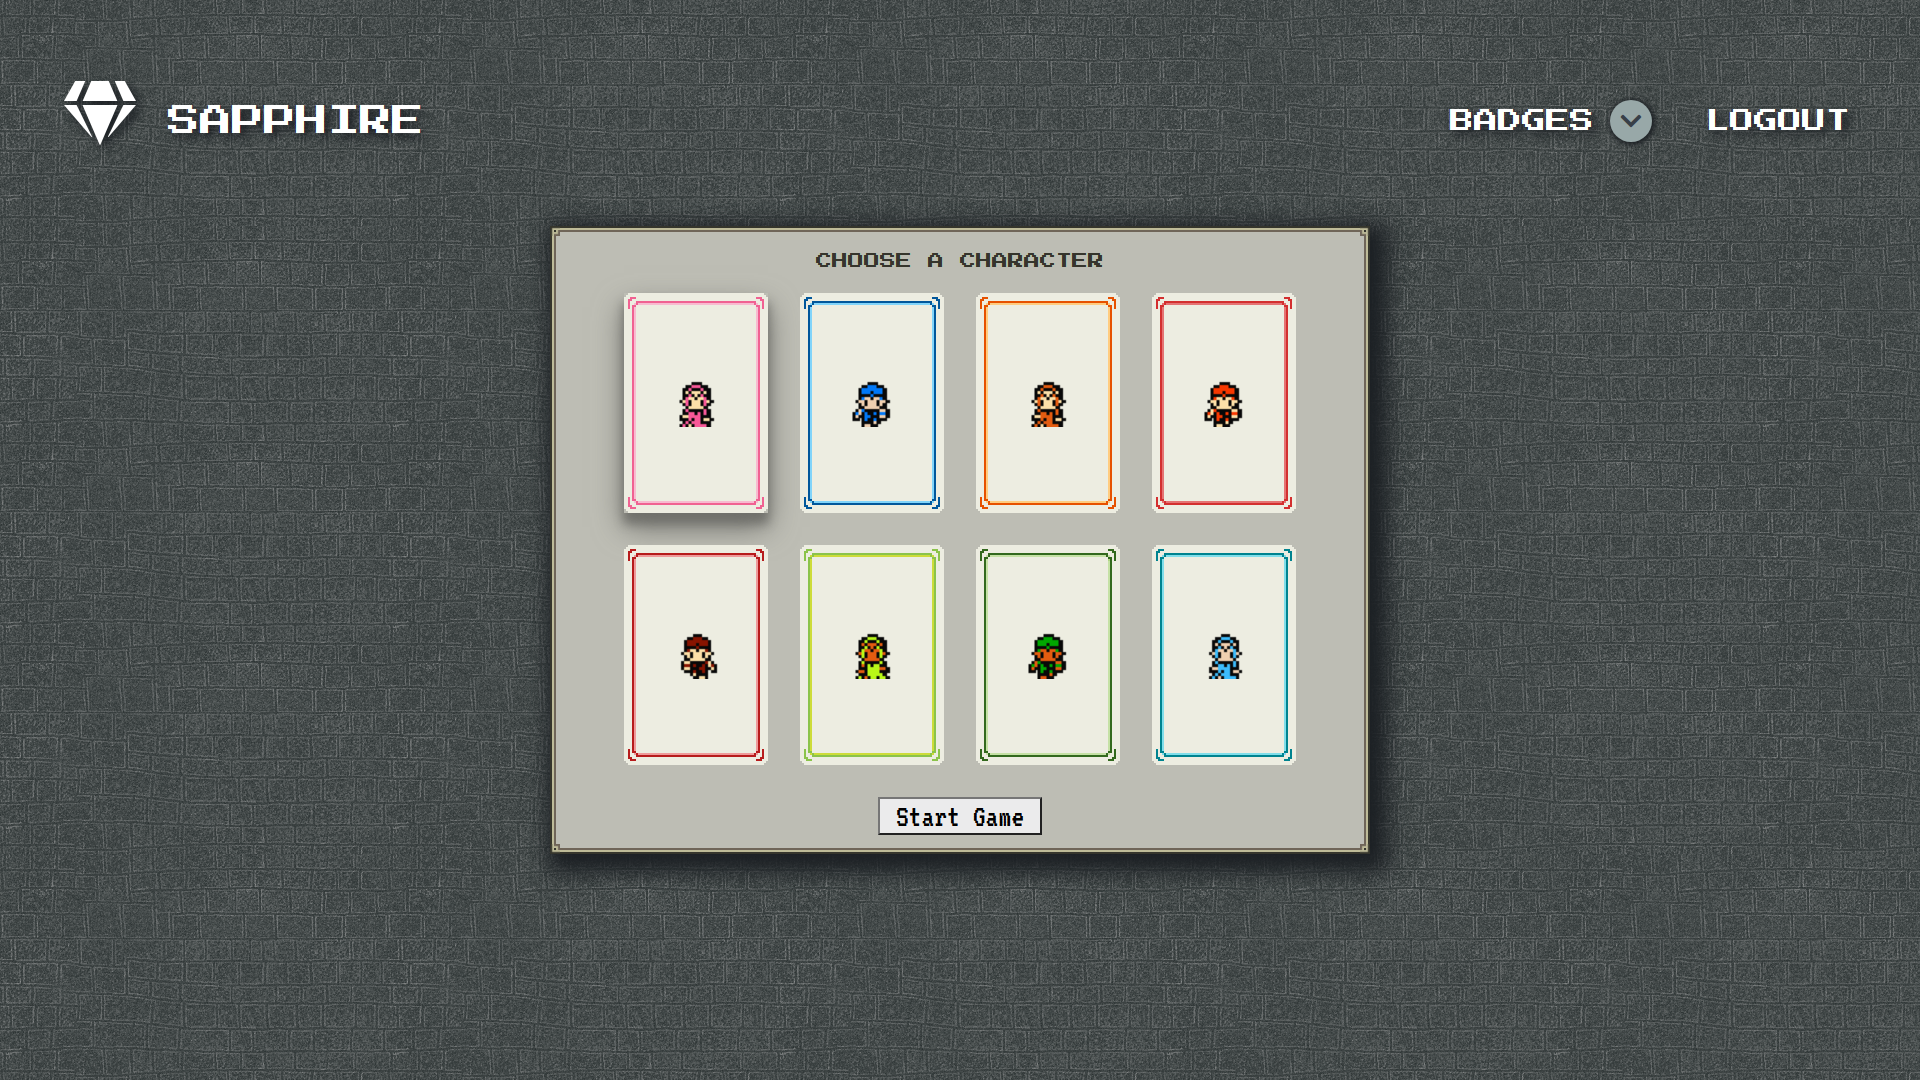 SAPPHIRE
BADGES
LOGOUT
CHOOSE A CHARACTER
Start Game